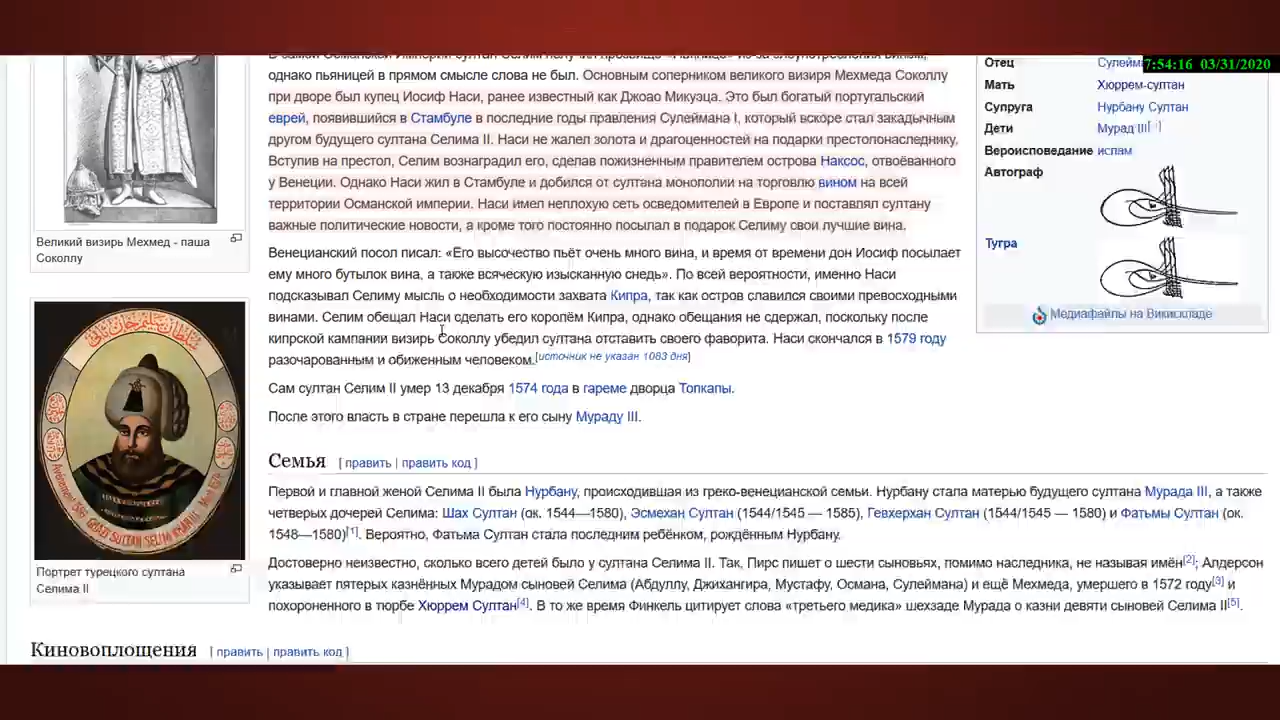 7:54:16 03/31/2020
однако пьяницей в прямом смысле слова не был. Основным соперником великого визиря Мехмеда Соколлу
при дворе был купец Иосиф Наси, ранее известный как Джоао Микуэца. Это был богатый португальский
еврей, появившийся в Стамбуле в последние годы правления Сулеймана I, который вскоре стал закадычным
другом будущего султана Селима II. Наси не жалел золота и драгоценностей на подарки престолонаследнику.
Вступив на престол, Селим вознаградил его, сделав пожизненным правителем острова Наксос, отвоёванного
у Венеции. Однако Наси жил в Стамбуле и добился от султана монополии на торговлю вином на всей
территории Османской империи. Наси имел неплохую сеть осведомителей в Европе и поставлял султану
важные политические новости, а кроме того постоянно посылал в подарок Селиму свои лучшие вина.
Венецианский посол писал: «Его высочество пьёт очень много вина, и время от времени дон Иосиф посылает
ему много бутылок вина, а также всяческую изысканную снедь». По всей вероятности, именно Наси
подсказывал Селиму мысль о необходимости захвата Кипра, так как остров славился своими превосходными
винами. Селим обещал Наси сделать его королём Кипра, однако обещания не сдержал, поскольку после
кипрской кампании визирь Соколлу убедил султана отставить своего фаворита. Наси скончался в 1579 году
разочарованным и обиженным человеком.[источник не указан 1083 дня]
Сам султан Селим II умер 13 декабря 1574 года в гареме дворца Топкапы.
После этого власть в стране перешла к его сыну Мураду III.
Великий визирь Мехмед - паша
Соколлу
Портрет турецкого султана
Селима II
Отец
Мать Хюррем-султан
Супруга Нурбану Султан
Дети Мурад III
Вероисповедание ислам
Автограф
Тугра
Медиафайлы на Викискладе
Семья [ править | править код ]
Первой и главной женой Селима II была Нурбану, происходившая из греко-венецианской семьи. Нурбану стала матерью будущего султана Мурада III, а также
четверых дочерей Селима: Шах Султан (ок. 1544—1580), Эсмехан Султан (1544/1545 — 1585), Гевхерхан Султан (1544/1545 — 1580) и Фатьмы Султан (ок.
1548—1580)[1]. Вероятно, Фатьма Султан стала последним ребёнком, рождённым Нурбану.
Достоверно неизвестно, сколько всего детей было у султана Селима II. Так, Пирс пишет о шести сыновьях, помимо наследника, не называя имён[2]; Алдерсон
указывает пятерых казнённых Мурадом сыновей Селима (Абдуллу, Джихангира, Мустафу, Османа, Сулеймана) и ещё Мехмеда, умершего в 1572 году[3] и
похороненного в тюрбе Хюррем Султан[4]. В то же время Финкель цитирует слова «третьего медика» шехзаде Мурада о казни девяти сыновей Селима II[5].
Киновоплощения [ править | править код ]